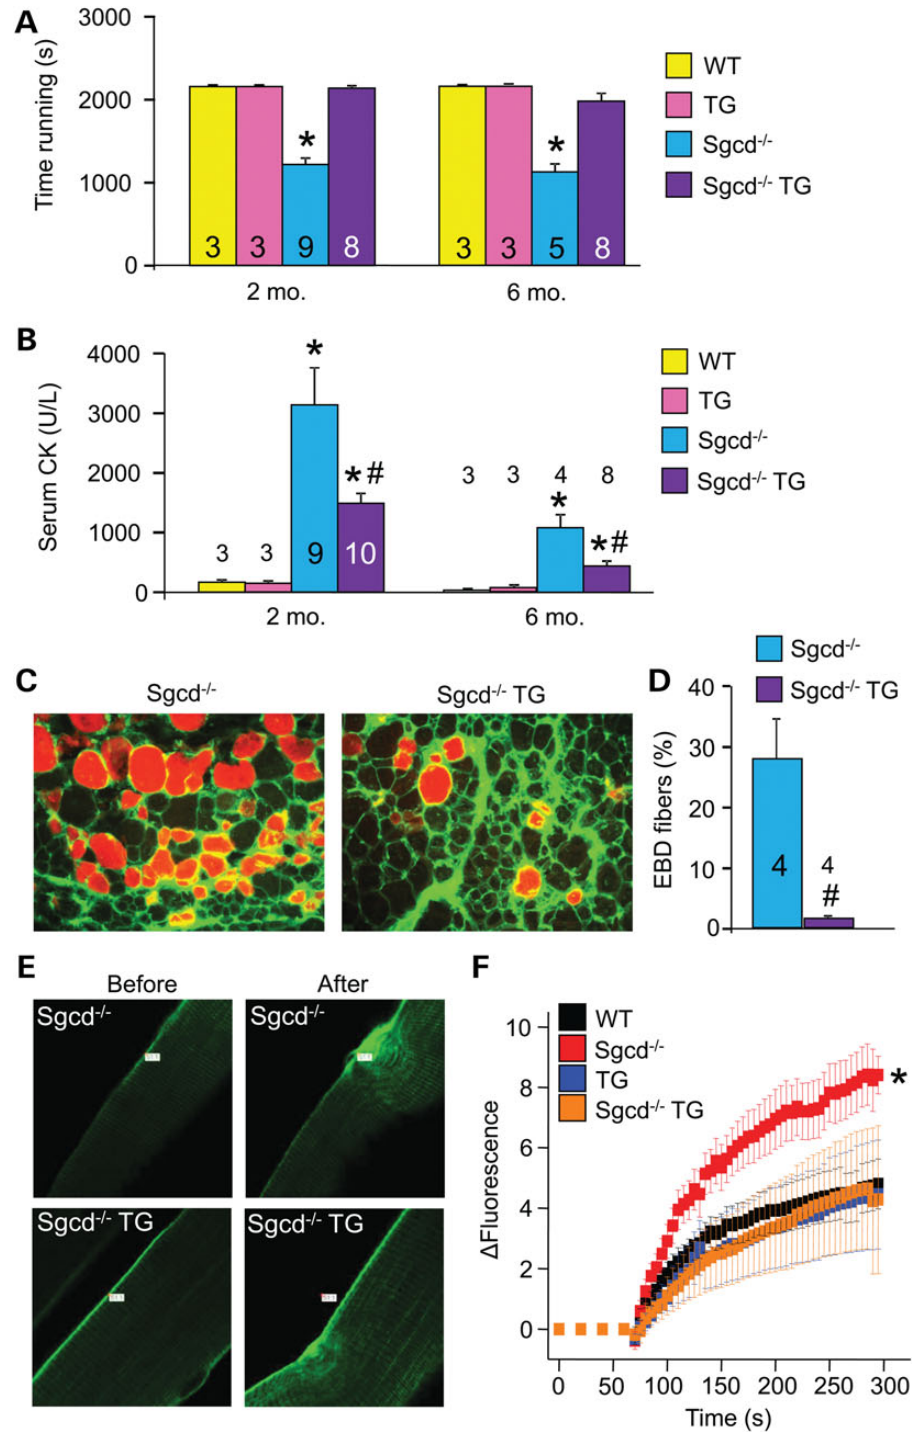 A
Time running (s)
3000
2000
1000
0
*
*
3 3 9 8
3 3 5 8
2 mo.
6 mo.
WT
TG
Sgcd-/-
Sgcd-/- TG
B
Serum CK (U/L)
4000
3000
2000
1000
0
*
*#
3 3 9 10
3 3 4 8
*
*#
2 mo.
6 mo.
WT
TG
Sgcd-/-
Sgcd-/- TG
C
Sgcd-/-
Sgcd-/- TG
D
Sgcd-/-
Sgcd-/- TG
EBD fibers (%)
40
30
20
10
0
4
4
#
E
Before
After
Sgcd-/-
Sgcd-/-
Sgcd-/- TG
Sgcd-/- TG
F
WT
Sgcd-/-
TG
Sgcd-/- TG
ΔFluorescence
10
8
6
4
2
0
*
0 50 100 150 200 250 300
Time (s)